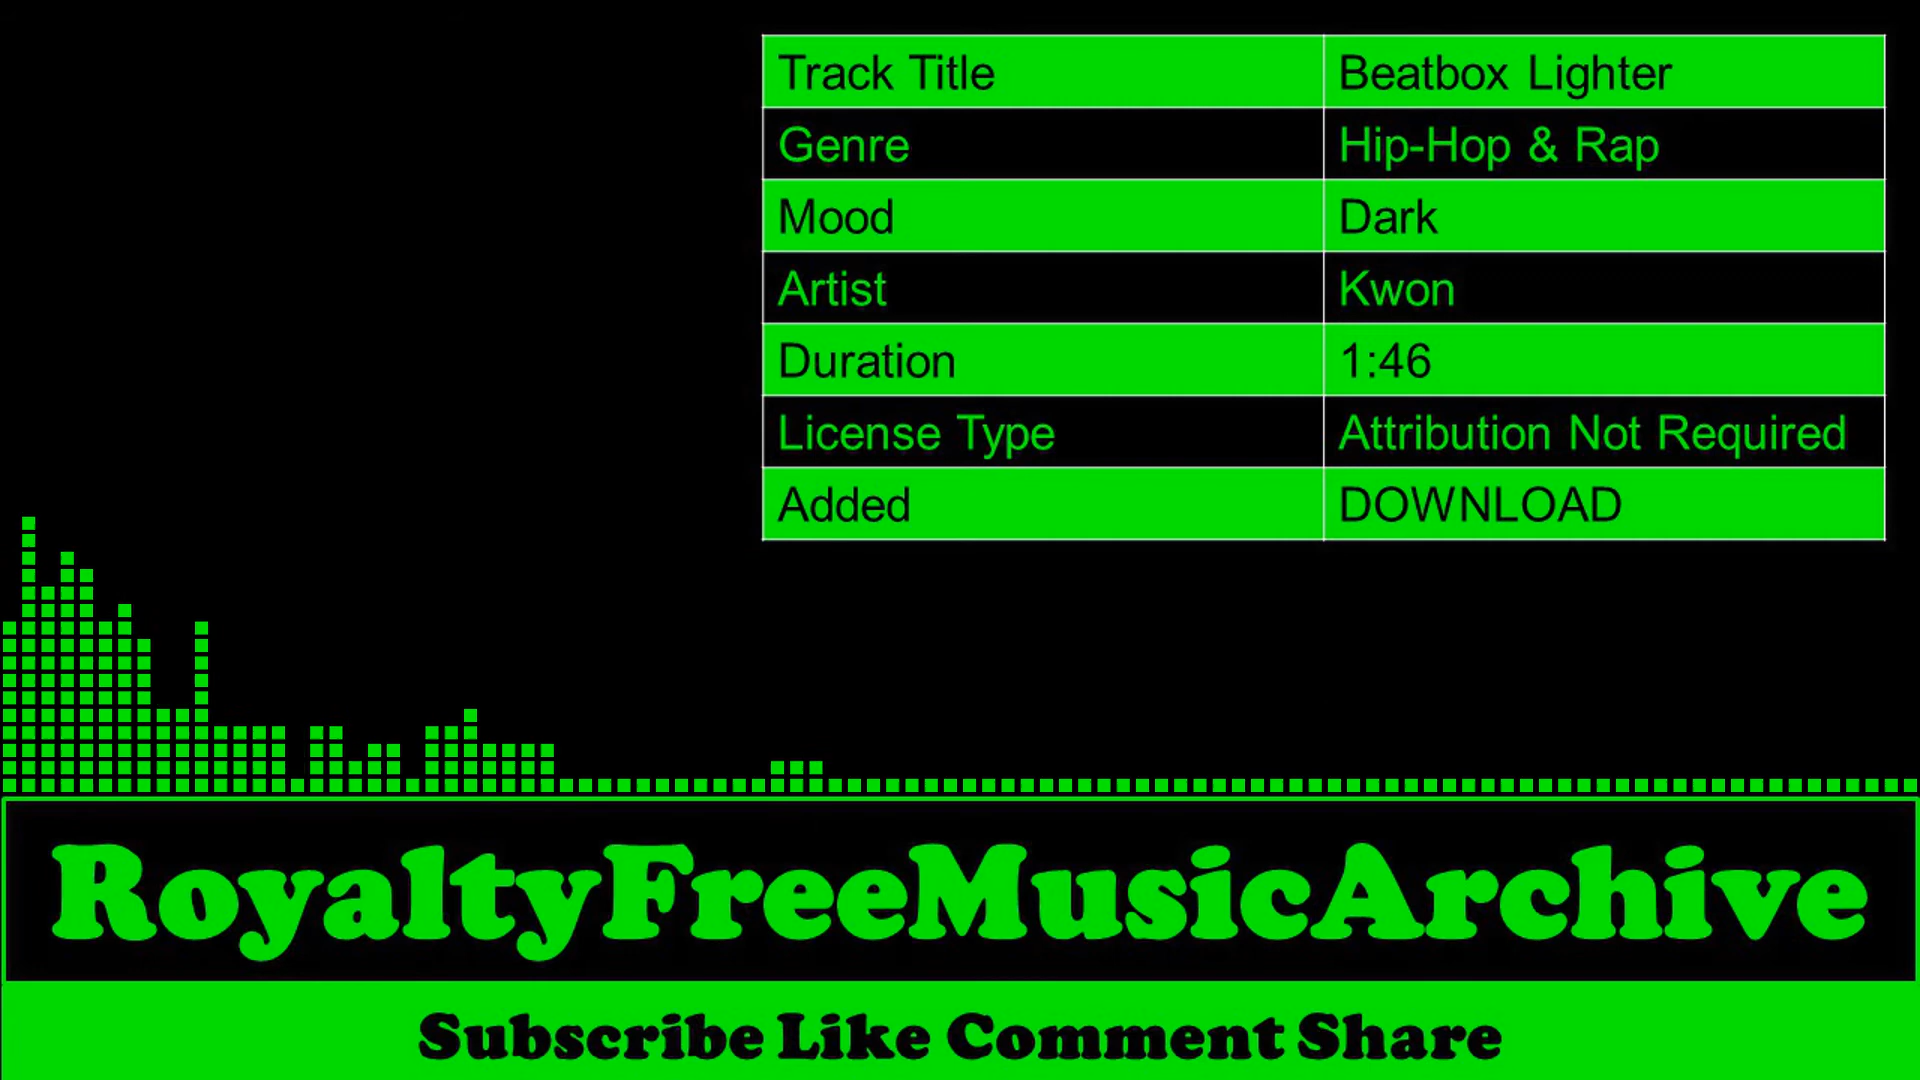 Track Title Beatbox Lighter
Genre Hip-Hop & Rap
Mood Dark
Artist Kwon
Duration 1:46
License Type Attribution Not Required
Added DOWNLOAD
RoyaltyFreeMusicArchive
Subscribe Like Comment Share